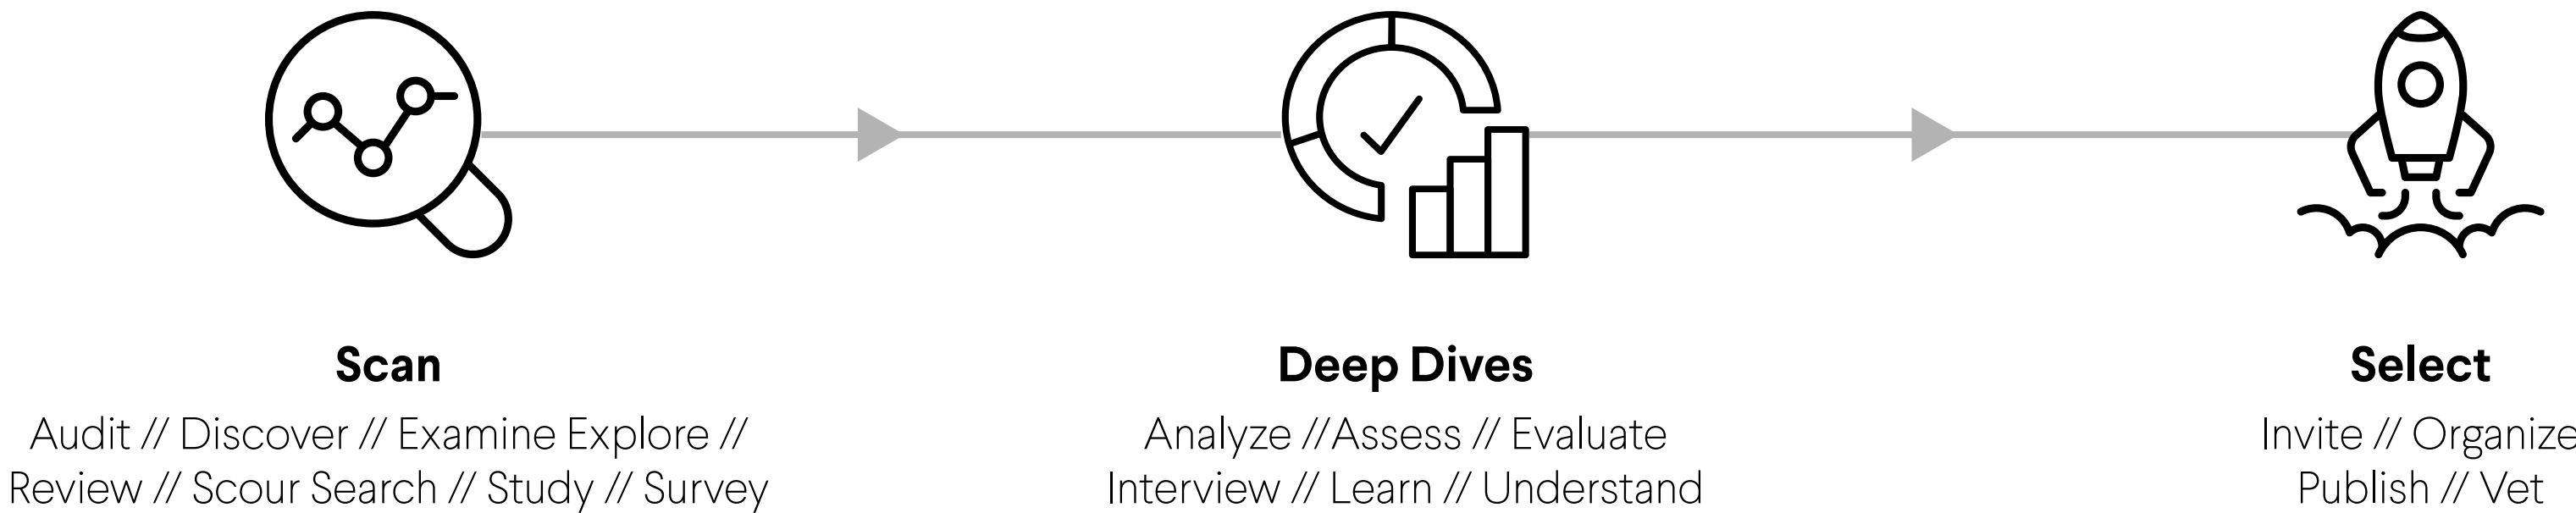 Scan
Audit // Discover // Examine Explore //
Review // Scour Search // Study // Survey
Deep Dives
Analyze //Assess // Evaluate
Interview // Learn // Understand
Select
Invite // Organize
Publish // Vet